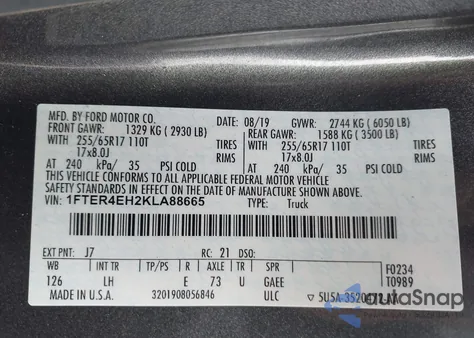 MFD. BY FORD MOTOR CO.
DATE: 08/19 GVWR: 2744 KG ( 6050 LB)
FRONT GAWR: 1329 KG ( 2930 LB) REAR GAWR: 1588 KG ( 3500 LB)
WITH 255/65R17 110T TIRES WITH 255/65R17 110T TIRES
17x8.0J RIMS 17x8.0J RIMS
AT 240 kPa/ 35 PSI COLD AT 240 kPa/ 35 PSI COLD
THIS VEHICLE CONFORMS TO ALL APPLICABLE FEDERAL MOTOR VEHICLE
SAFETY STANDARDS IN EFFECT ON THE DATE OF MANUFACTURE SHOWN ABOVE.
VIN: 1FTER4EH2KLA88665 TYPE: Truck
EXT PNT: J7 RC: 21 DSO:
WB INT TR TP/PS R AXLE TR SPR F0234
126 LH E 73 U GAEE T0989
MADE IN U.S.A. 3201908056846 ULC ▽ 5U5A-3520472-AA
autoSnap